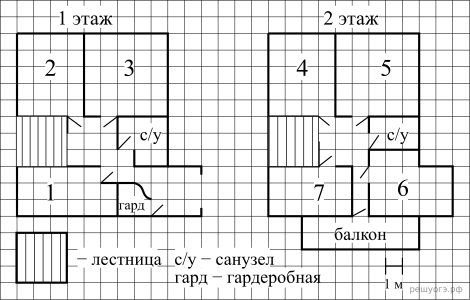 1 этаж
2 этаж
2
3
4
5
с/у
с/у
1
гард
7
6
балкон
− лестница с/у − санузел
гард − гардеробная
1 м
решуогэ.рф